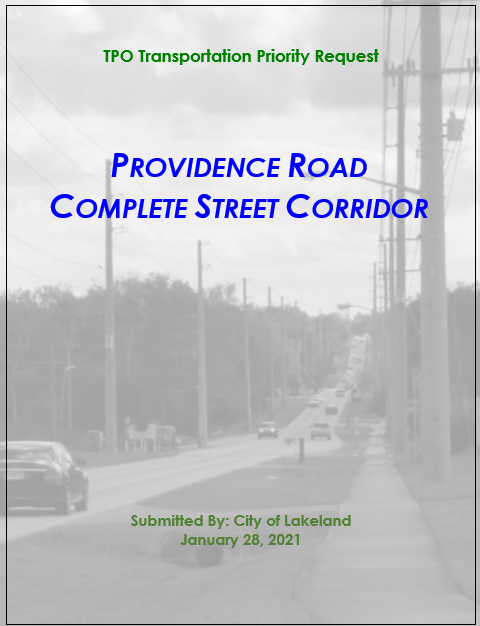 TPO Transportation Priority Request
PROVIDENCE ROAD
COMPLETE STREET CORRIDOR
Submitted By: City of Lakeland
January 28, 2021